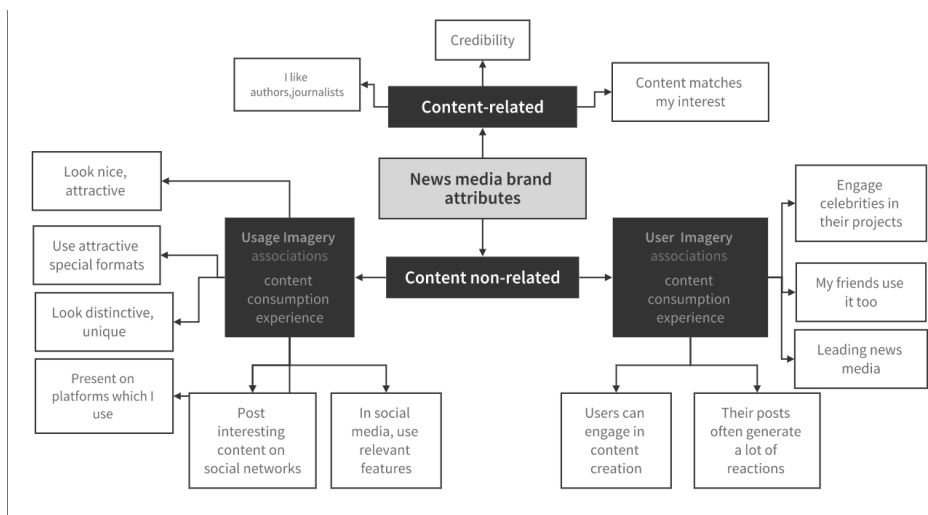 Credibility
I like
authors,journalists
Content-related
Content matches
my interest
News media brand
attributes
Look nice,
attractive
Use attractive
special formats
Look distinctive,
unique
Present on
platforms which I
use
Usage Imagery
associations
content
consumption
experience
Content non-related
User Imagery
associations
content
consumption
experience
Engage
celebrities in
their projects
My friends use
it too
Leading news
media
Post
interesting
content on
social networks
In social
media, use
relevant
features
Users can
engage in
content
creation
Their posts
often generate
a lot of
reactions